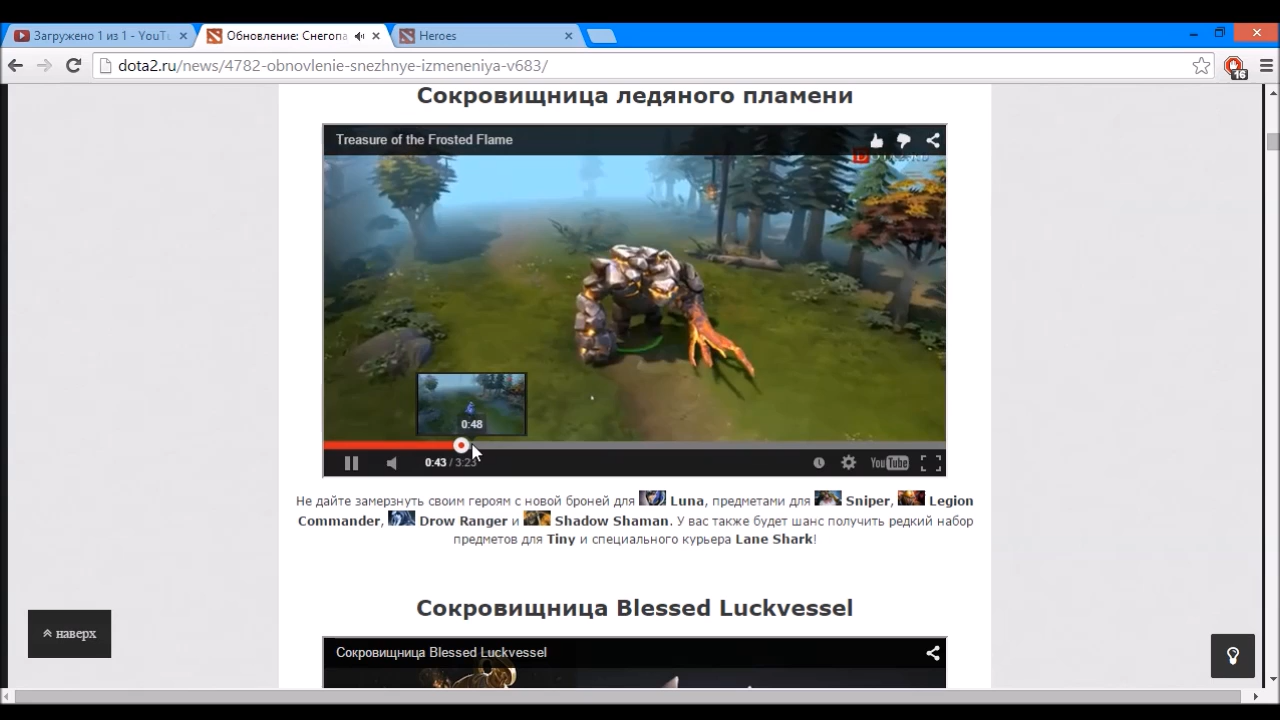 Загружено 1 из 1 - YouTu
Обновление: Снегопа
Heroes
dota2.ru/news/4782-obnovlenie-snezhnye-izmeneniya-v683/
16
Сокровищница ледяного пламени
Treasure of the Frosted Flame
0:48
0:43 / 3:23
YouTube
Не дайте замерзнуть своим героям с новой броней для Luna, предметами для Sniper, Legion
Commander, Drow Ranger и Shadow Shaman. У вас также будет шанс получить редкий набор
предметов для Tiny и специального курьера Lane Shark!
Сокровищница Blessed Luckvessel
Сокровищница Blessed Luckvessel
наверх